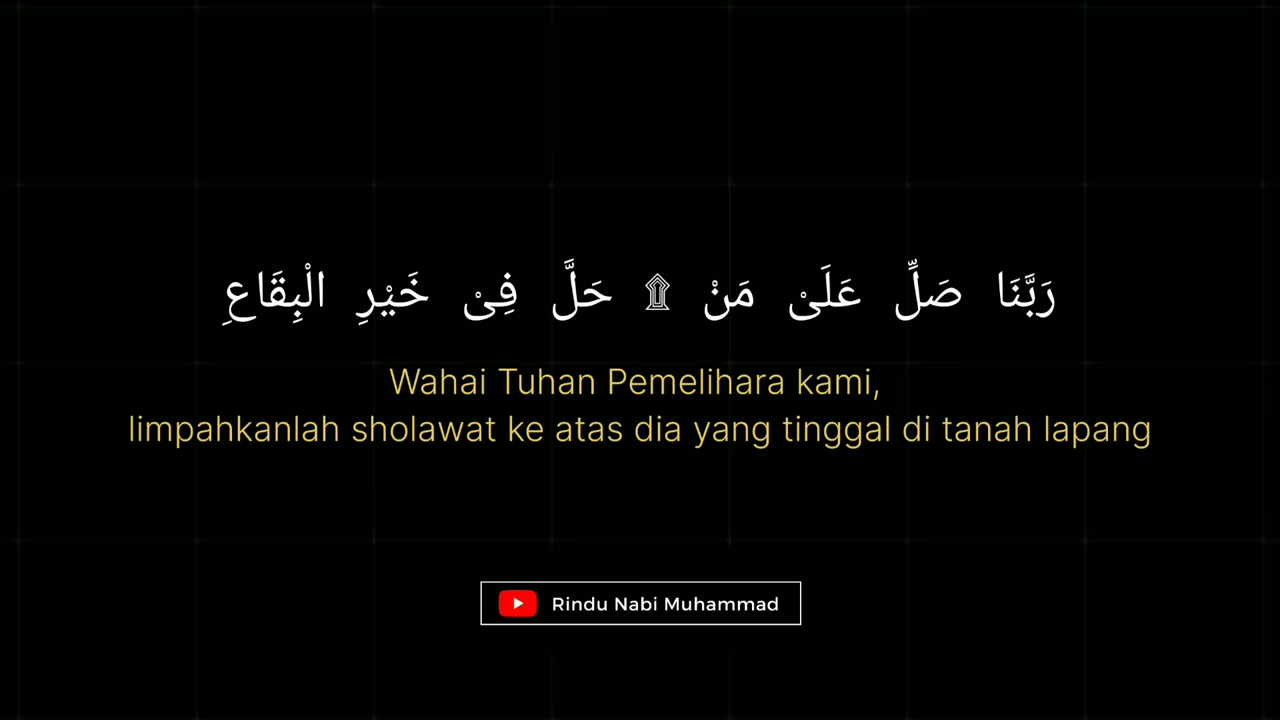 رَبَّنَا صَلِّ عَلَىْ مَنْ ۩ حَلَّ فِىْ خَيْرِ الْبِقَاعِ
Wahai Tuhan Pemelihara kami,
limpahkanlah sholawat ke atas dia yang tinggal di tanah lapang
Rindu Nabi Muhammad